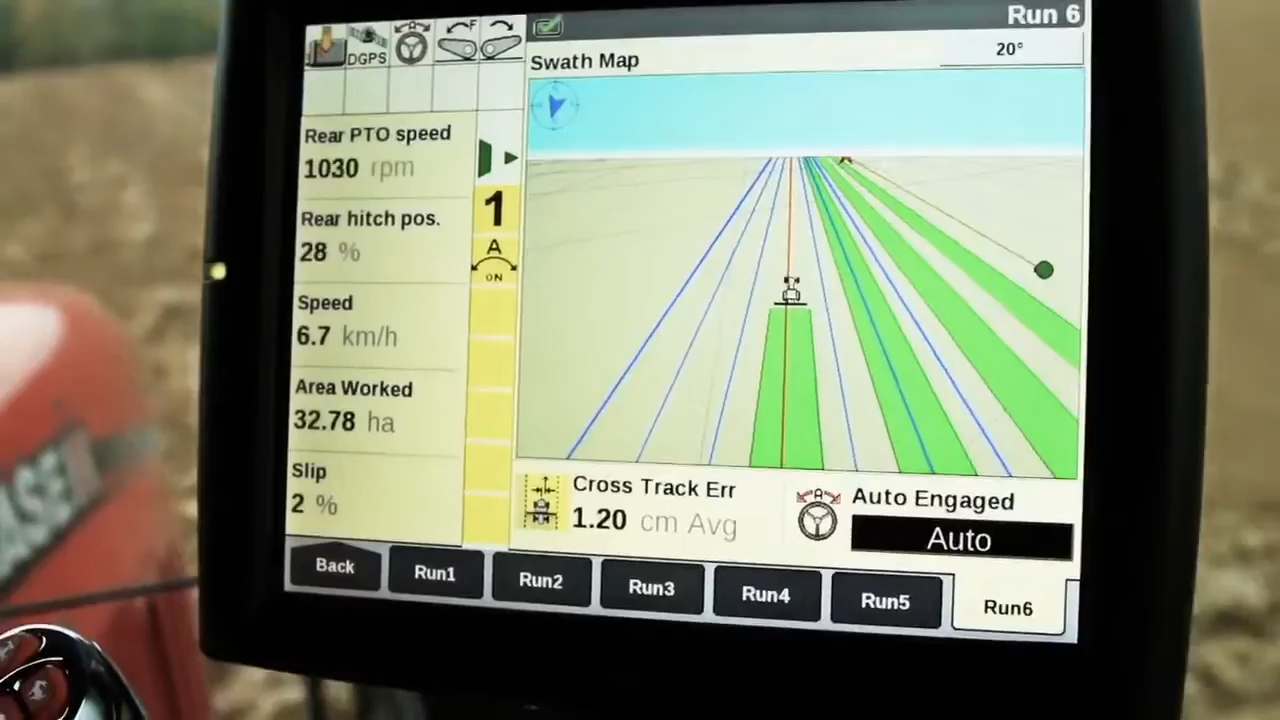 Run 6
DGPS
A
F
Swath Map
20°
Rear PTO speed
1030 rpm
1
Rear hitch pos.
28 %
A
ON
Speed
6.7 km/h
Area Worked
32.78 ha
Slip
2 %
Cross Track Err
1.20 cm Avg
A
Auto Engaged
Auto
Back
Run1
Run2
Run3
Run4
Run5
Run6
ASE